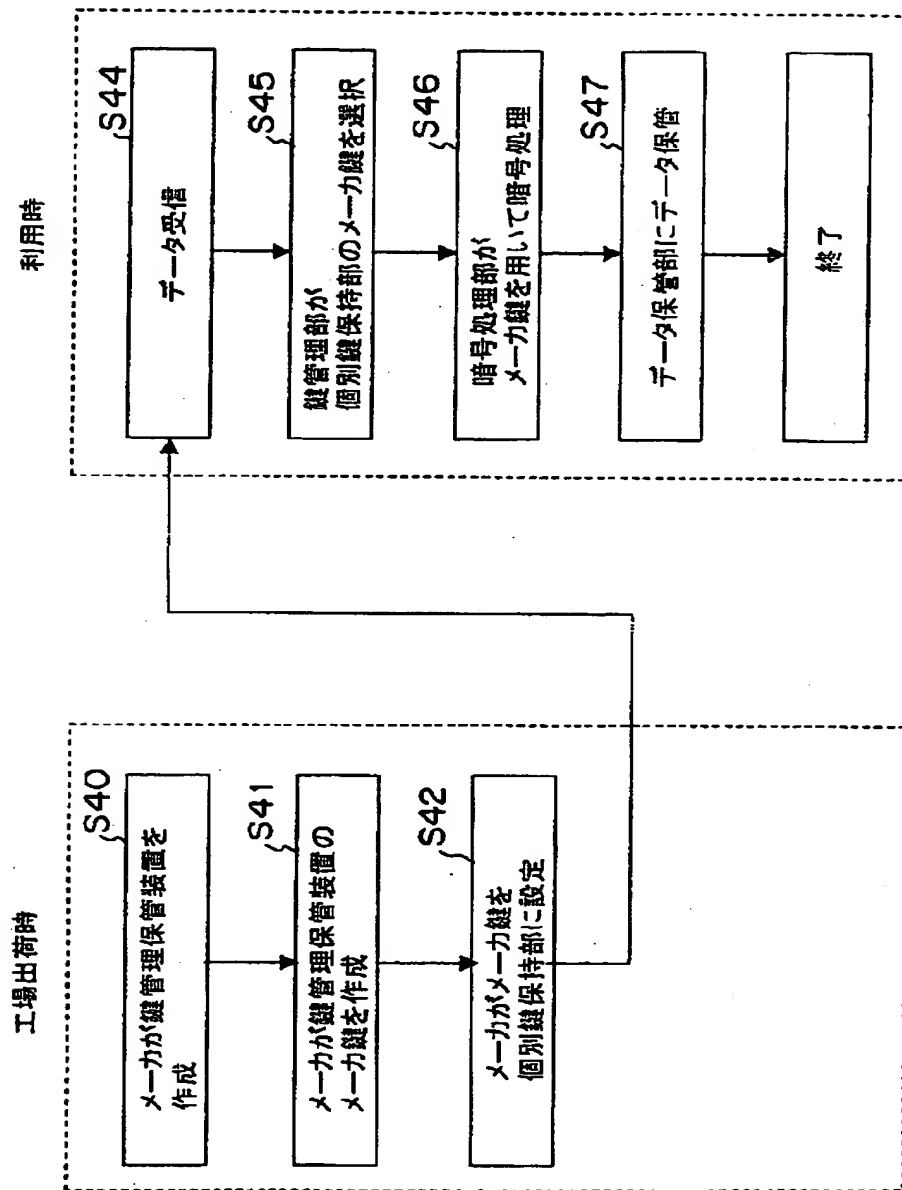 工場出荷時
S40
メーカが鍵管理保管装置を
作成
S41
メーカが鍵管理保管装置の
メーカ鍵を作成
S42
メーカがメーカ鍵を
個別鍵保持部に設定
利用時
S44
データ受信
S45
鍵管理部が
個別鍵保持部のメーカ鍵を選択
S46
暗号処理部が
メーカ鍵を用いて暗号処理
S47
データ保管部にデータ保管
終了